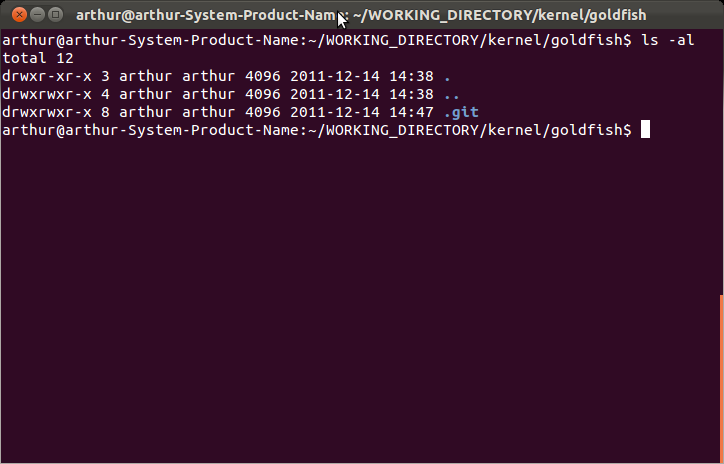 arthur@arthur-System-Product-Name: ~/WORKING_DIRECTORY/kernel/goldfish
arthur@arthur-System-Product-Name:~/WORKING_DIRECTORY/kernel/goldfish$ ls -al
total 12
drwxr-xr-x 3 arthur arthur 4096 2011-12-14 14:38 .
drwxrwxr-x 4 arthur arthur 4096 2011-12-14 14:38 ..
drwxrwxr-x 8 arthur arthur 4096 2011-12-14 14:47 .git
arthur@arthur-System-Product-Name:~/WORKING_DIRECTORY/kernel/goldfish$